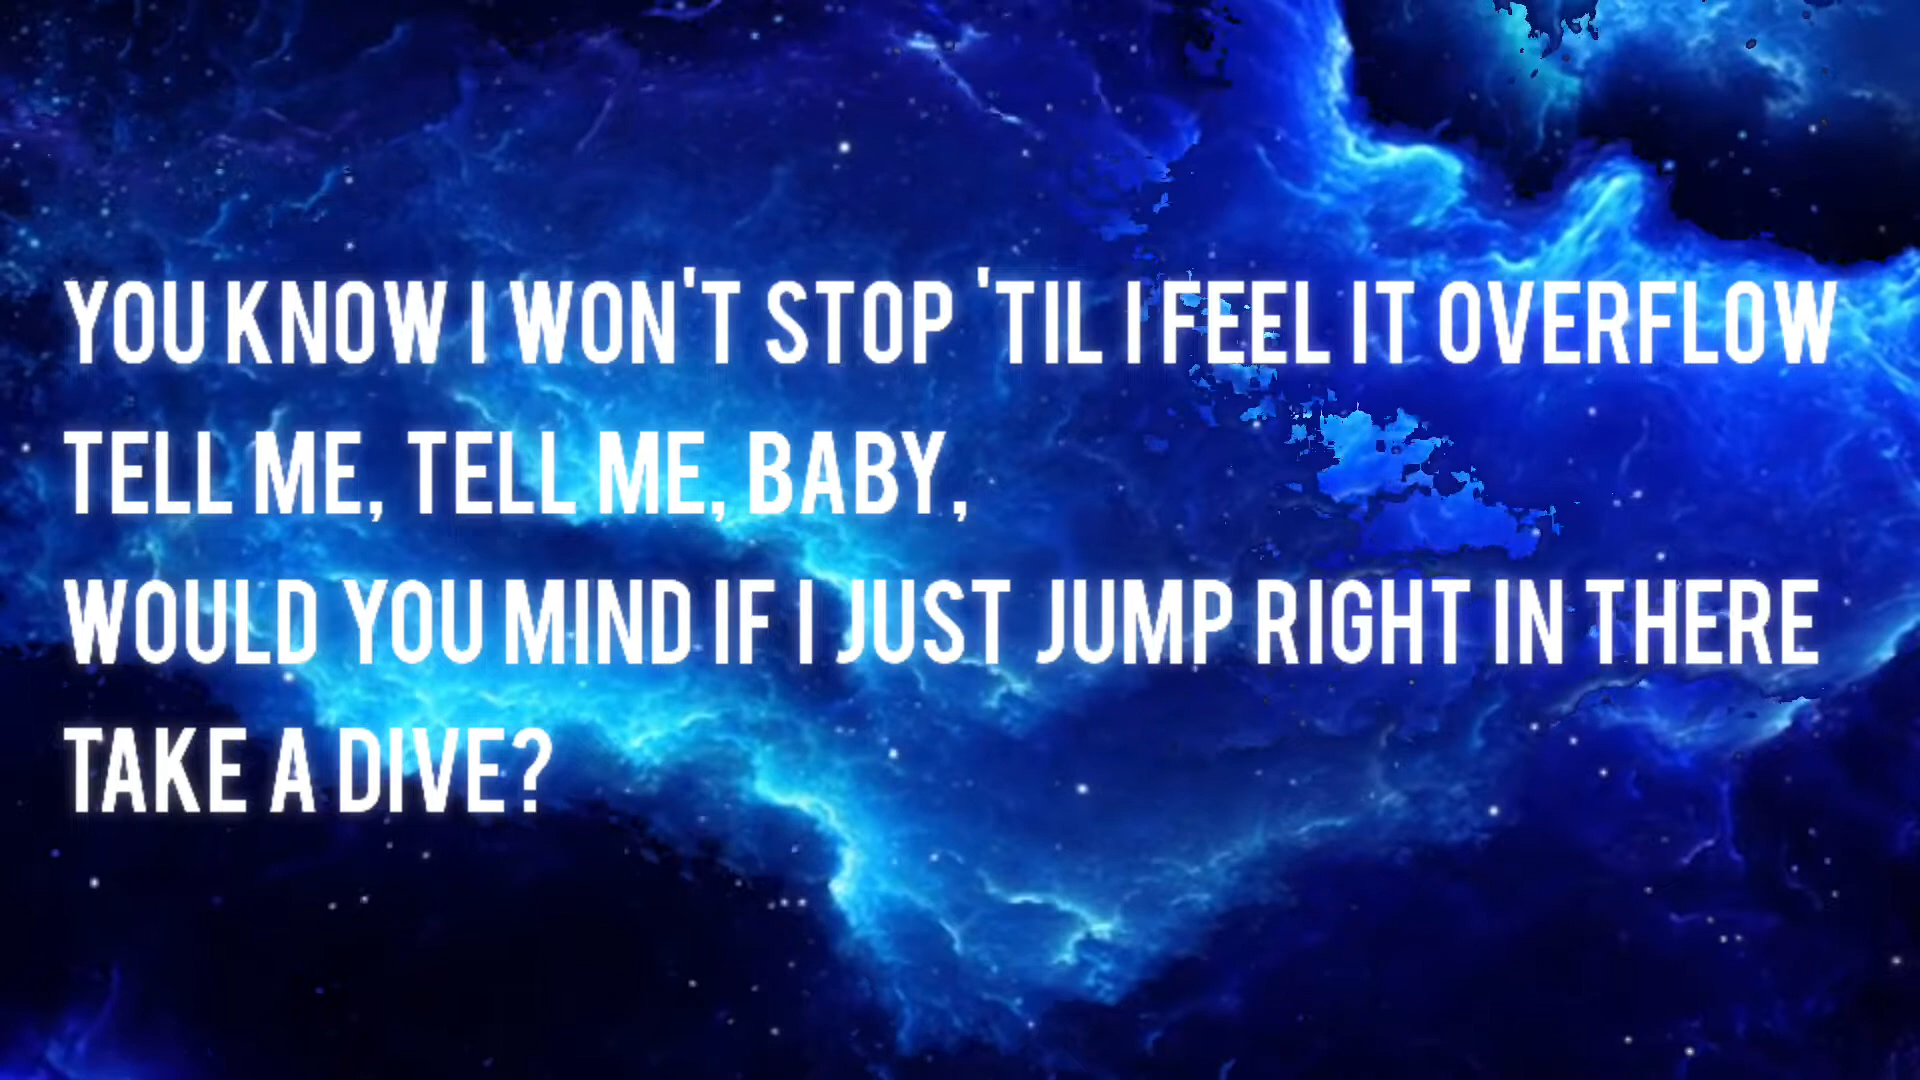 YOU KNOW I WON'T STOP 'TIL I FEEL IT OVERFLOW
TELL ME, TELL ME, BABY,
WOULD YOU MIND IF I JUST JUMP RIGHT IN THERE
TAKE A DIVE?